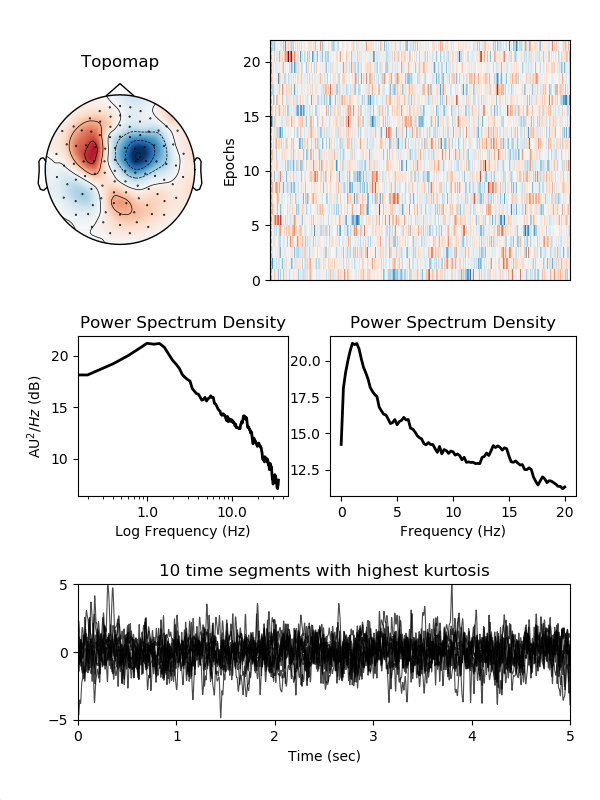 Topomap
Epochs
20
15
10
5
0
Power Spectrum Density
AU²/Hz (dB)
20
15
10
1.0 10.0
Log Frequency (Hz)
Power Spectrum Density
20.0
17.5
15.0
12.5
0 5 10 15 20
Frequency (Hz)
10 time segments with highest kurtosis
5
0
−5
0 1 2 3 4 5
Time (sec)